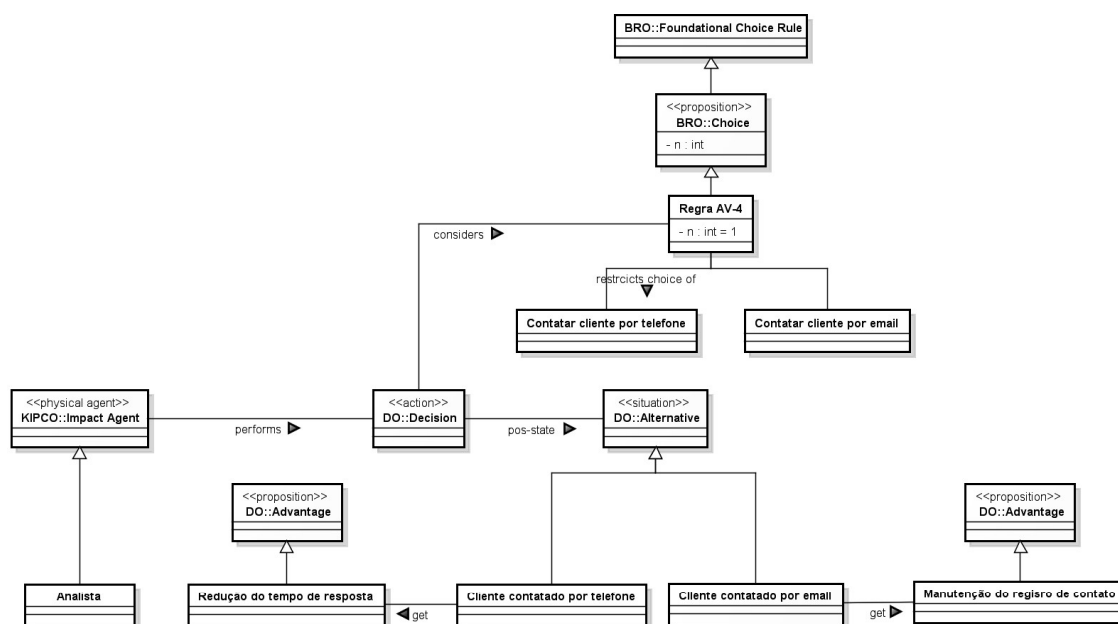 BRO::Foundational Choice Rule
<<proposition>>
BRO::Choice
- n : int
Regra AV-4
- n : int = 1
considers
restrcicts choice of
Contatar cliente por telefone
Contatar cliente por email
<<physical agent>>
KIPCO::Impact Agent
performs
<<action>>
DO::Decision
pos-state
<<situation>>
DO::Alternative
<<proposition>>
DO::Advantage
<<proposition>>
DO::Advantage
Analista
Redução do tempo de resposta
get
Cliente contatado por telefone
Cliente contatado por email
get
Manutenção do regisro de contato